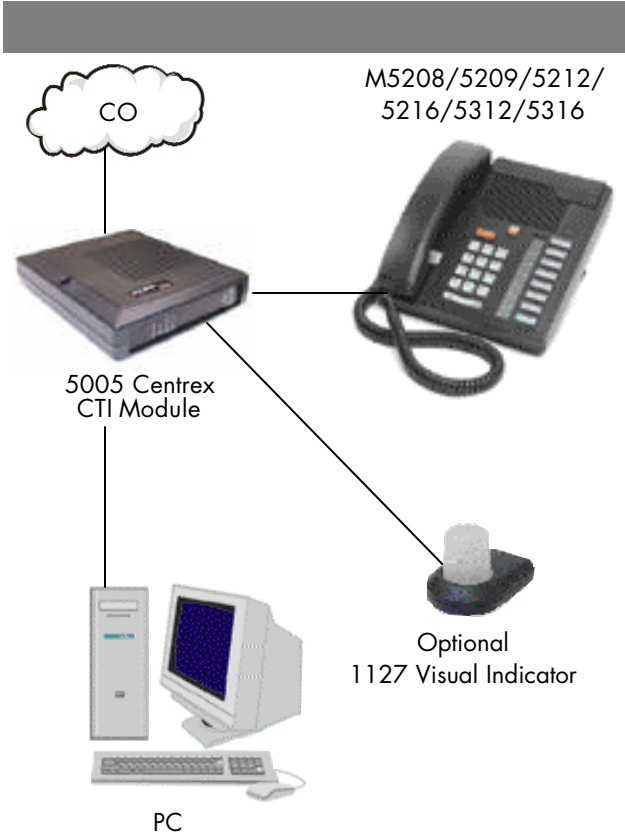 CO
M5208/5209/5212/
5216/5312/5316
5005 Centrex
CTI Module
Optional
1127 Visual Indicator
PC